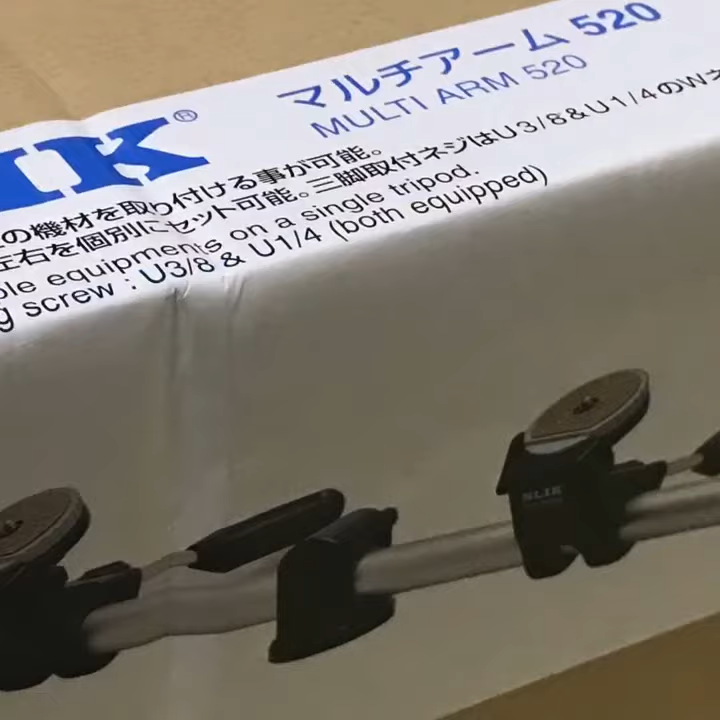 IK®
マルチアーム 520
MULTI ARM 520
の機材を取り付ける事が可能。
左右を個別にセット可能。三脚取付ネジはU3/8&U1/4のWネ
ble equipments on a single tripod.
g screw : U3/8 & U1/4 (both equipped)
SLIK